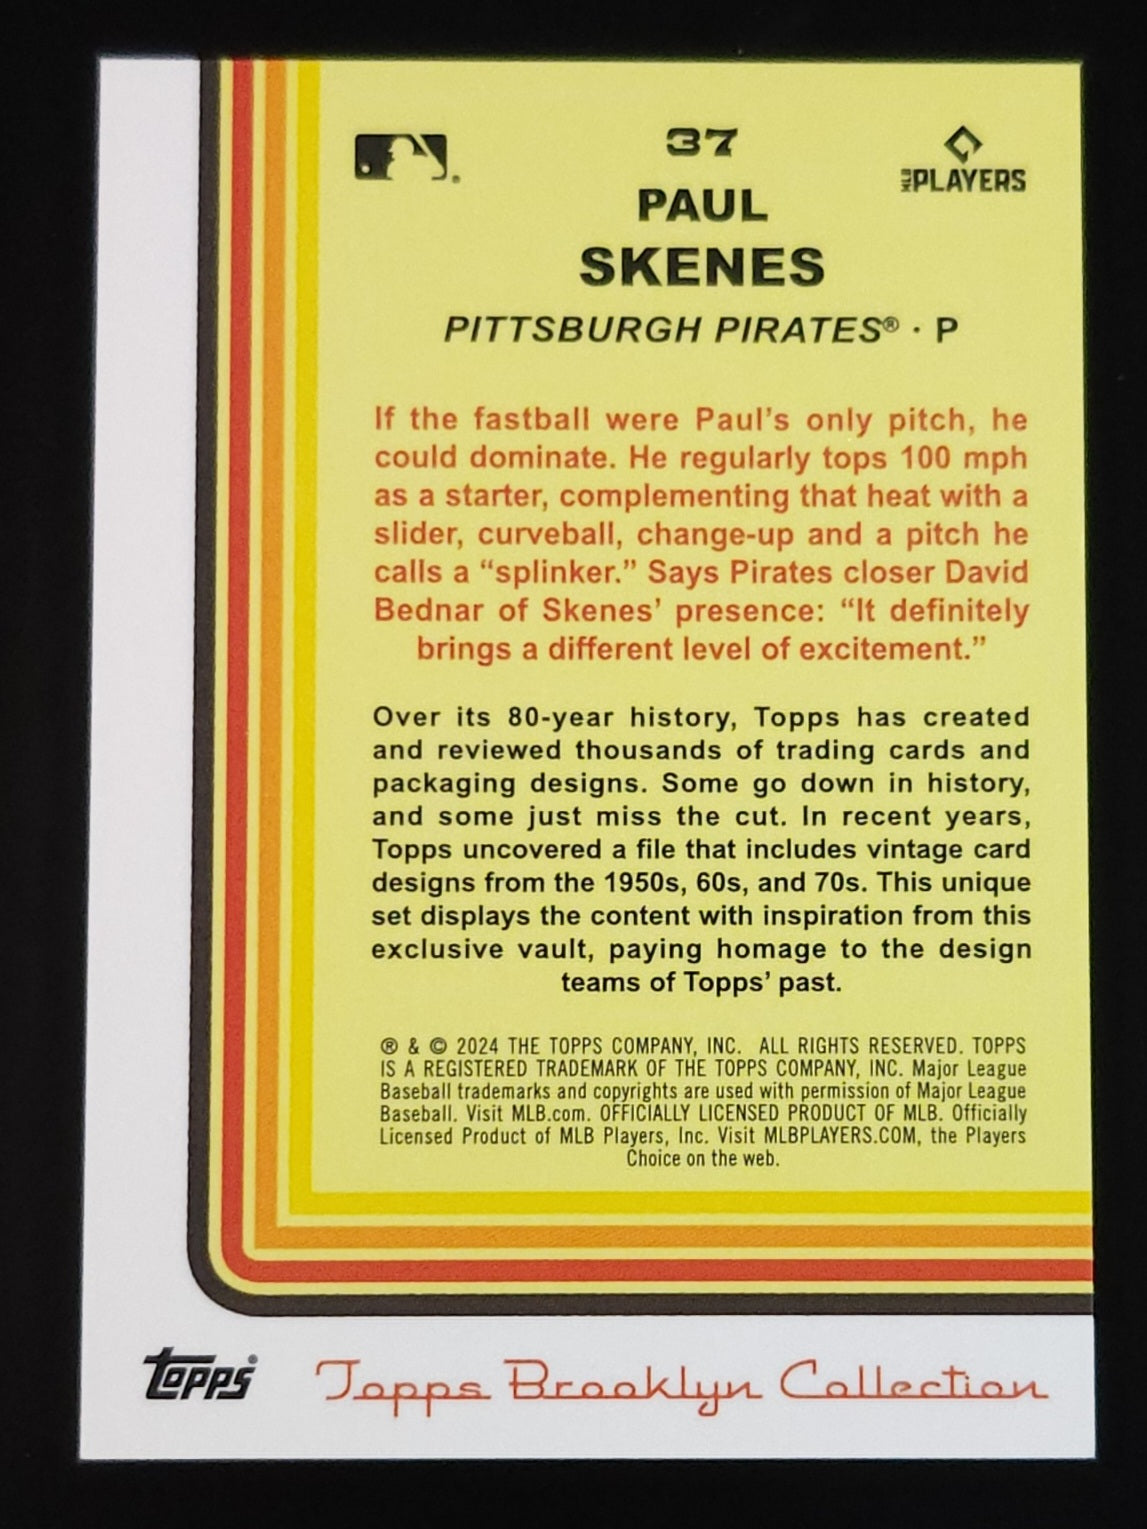 37
MLB PLAYERS
PAUL
SKENES
PITTSBURGH PIRATES® · P
If the fastball were Paul’s only pitch, he
could dominate. He regularly tops 100 mph
as a starter, complementing that heat with a
slider, curveball, change-up and a pitch he
calls a “splinker.” Says Pirates closer David
Bednar of Skenes’ presence: “It definitely
brings a different level of excitement.”
Over its 80-year history, Topps has created
and reviewed thousands of trading cards and
packaging designs. Some go down in history,
and some just miss the cut. In recent years,
Topps uncovered a file that includes vintage card
designs from the 1950s, 60s, and 70s. This unique
set displays the content with inspiration from this
exclusive vault, paying homage to the design
teams of Topps’ past.
® & © 2024 THE TOPPS COMPANY, INC. ALL RIGHTS RESERVED. TOPPS
IS A REGISTERED TRADEMARK OF THE TOPPS COMPANY, INC. Major League
Baseball trademarks and copyrights are used with permission of Major League
Baseball. Visit MLB.com. OFFICIALLY LICENSED PRODUCT OF MLB. Officially
Licensed Product of MLB Players, Inc. Visit MLBPLAYERS.COM, the Players
Choice on the web.
Topps® Topps Brooklyn Collection